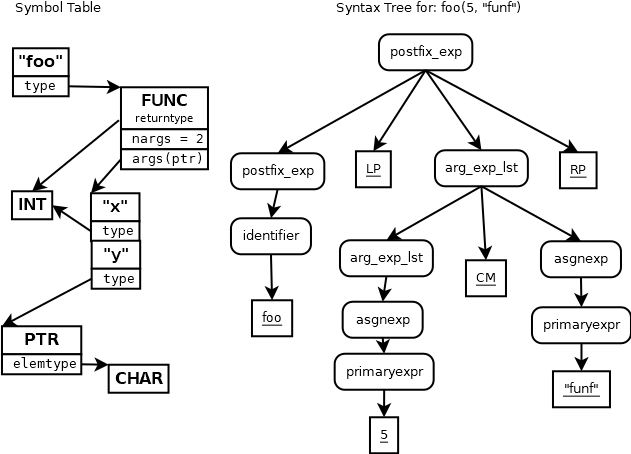 Symbol Table
"foo"
type
FUNC
returntype
nargs = 2
args(ptr)
INT
"x"
type
"y"
type
PTR
elemtype
CHAR
Syntax Tree for: foo(5, "funf")
postfix_exp
postfix_exp
LP
arg_exp_lst
RP
identifier
arg_exp_lst
CM
asgnexp
foo
asgnexp
primaryexpr
primaryexpr
"funf"
5